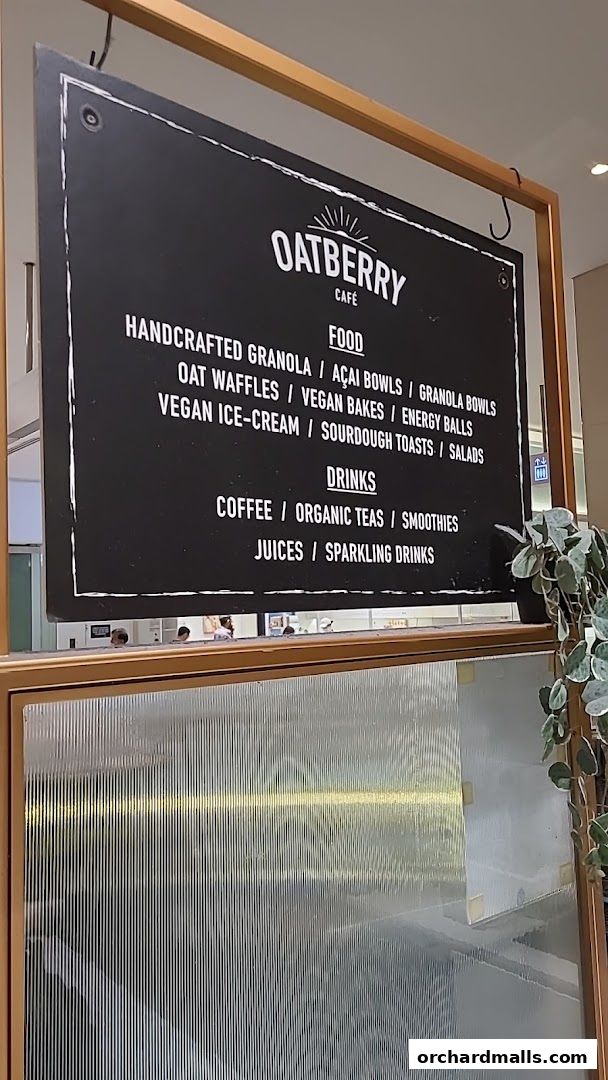 OATBERRY
CAFÉ
FOOD
HANDCRAFTED GRANOLA / AÇAI BOWLS / GRANOLA BOWLS
OAT WAFFLES / VEGAN BAKES / ENERGY BALLS
VEGAN ICE-CREAM / SOURDOUGH TOASTS / SALADS
DRINKS
COFFEE / ORGANIC TEAS / SMOOTHIES
JUICES / SPARKLING DRINKS
orchardmalls.com